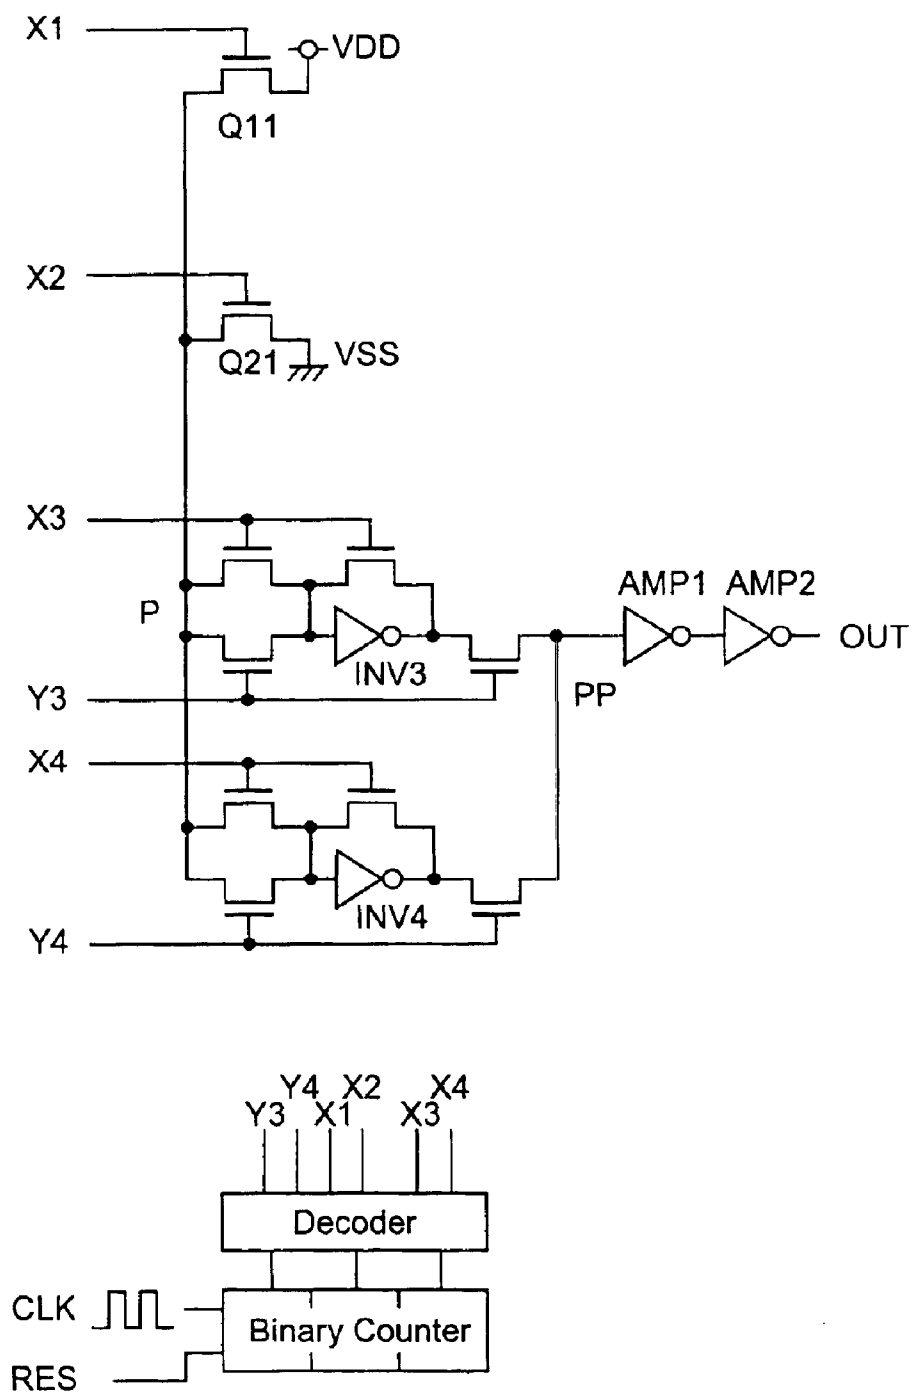 X1
VDD
Q11
X2
Q21
VSS
X3
AMP1 AMP2
P
OUT
INV3
PP
Y3
X4
INV4
Y4
Y3 Y4 X1 X2 X3 X4
Decoder
CLK
Binary Counter
RES